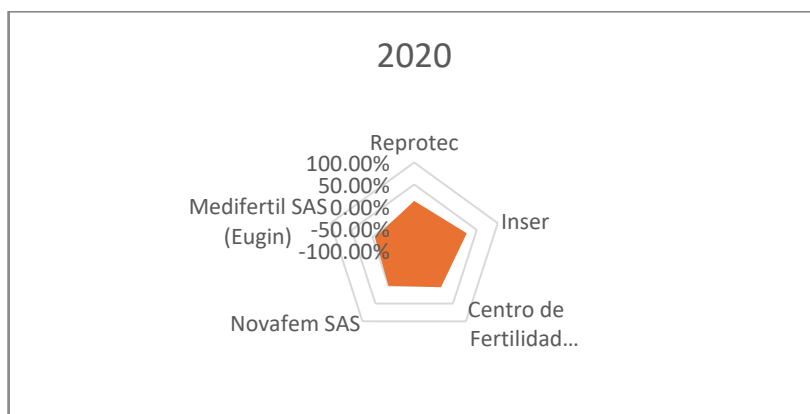 2020
Reprotec
100.00%
50.00%
0.00%
-50.00%
-100.00%
Inser
Centro de
Fertilidad...
Novafem SAS
Medifertil SAS
(Eugin)